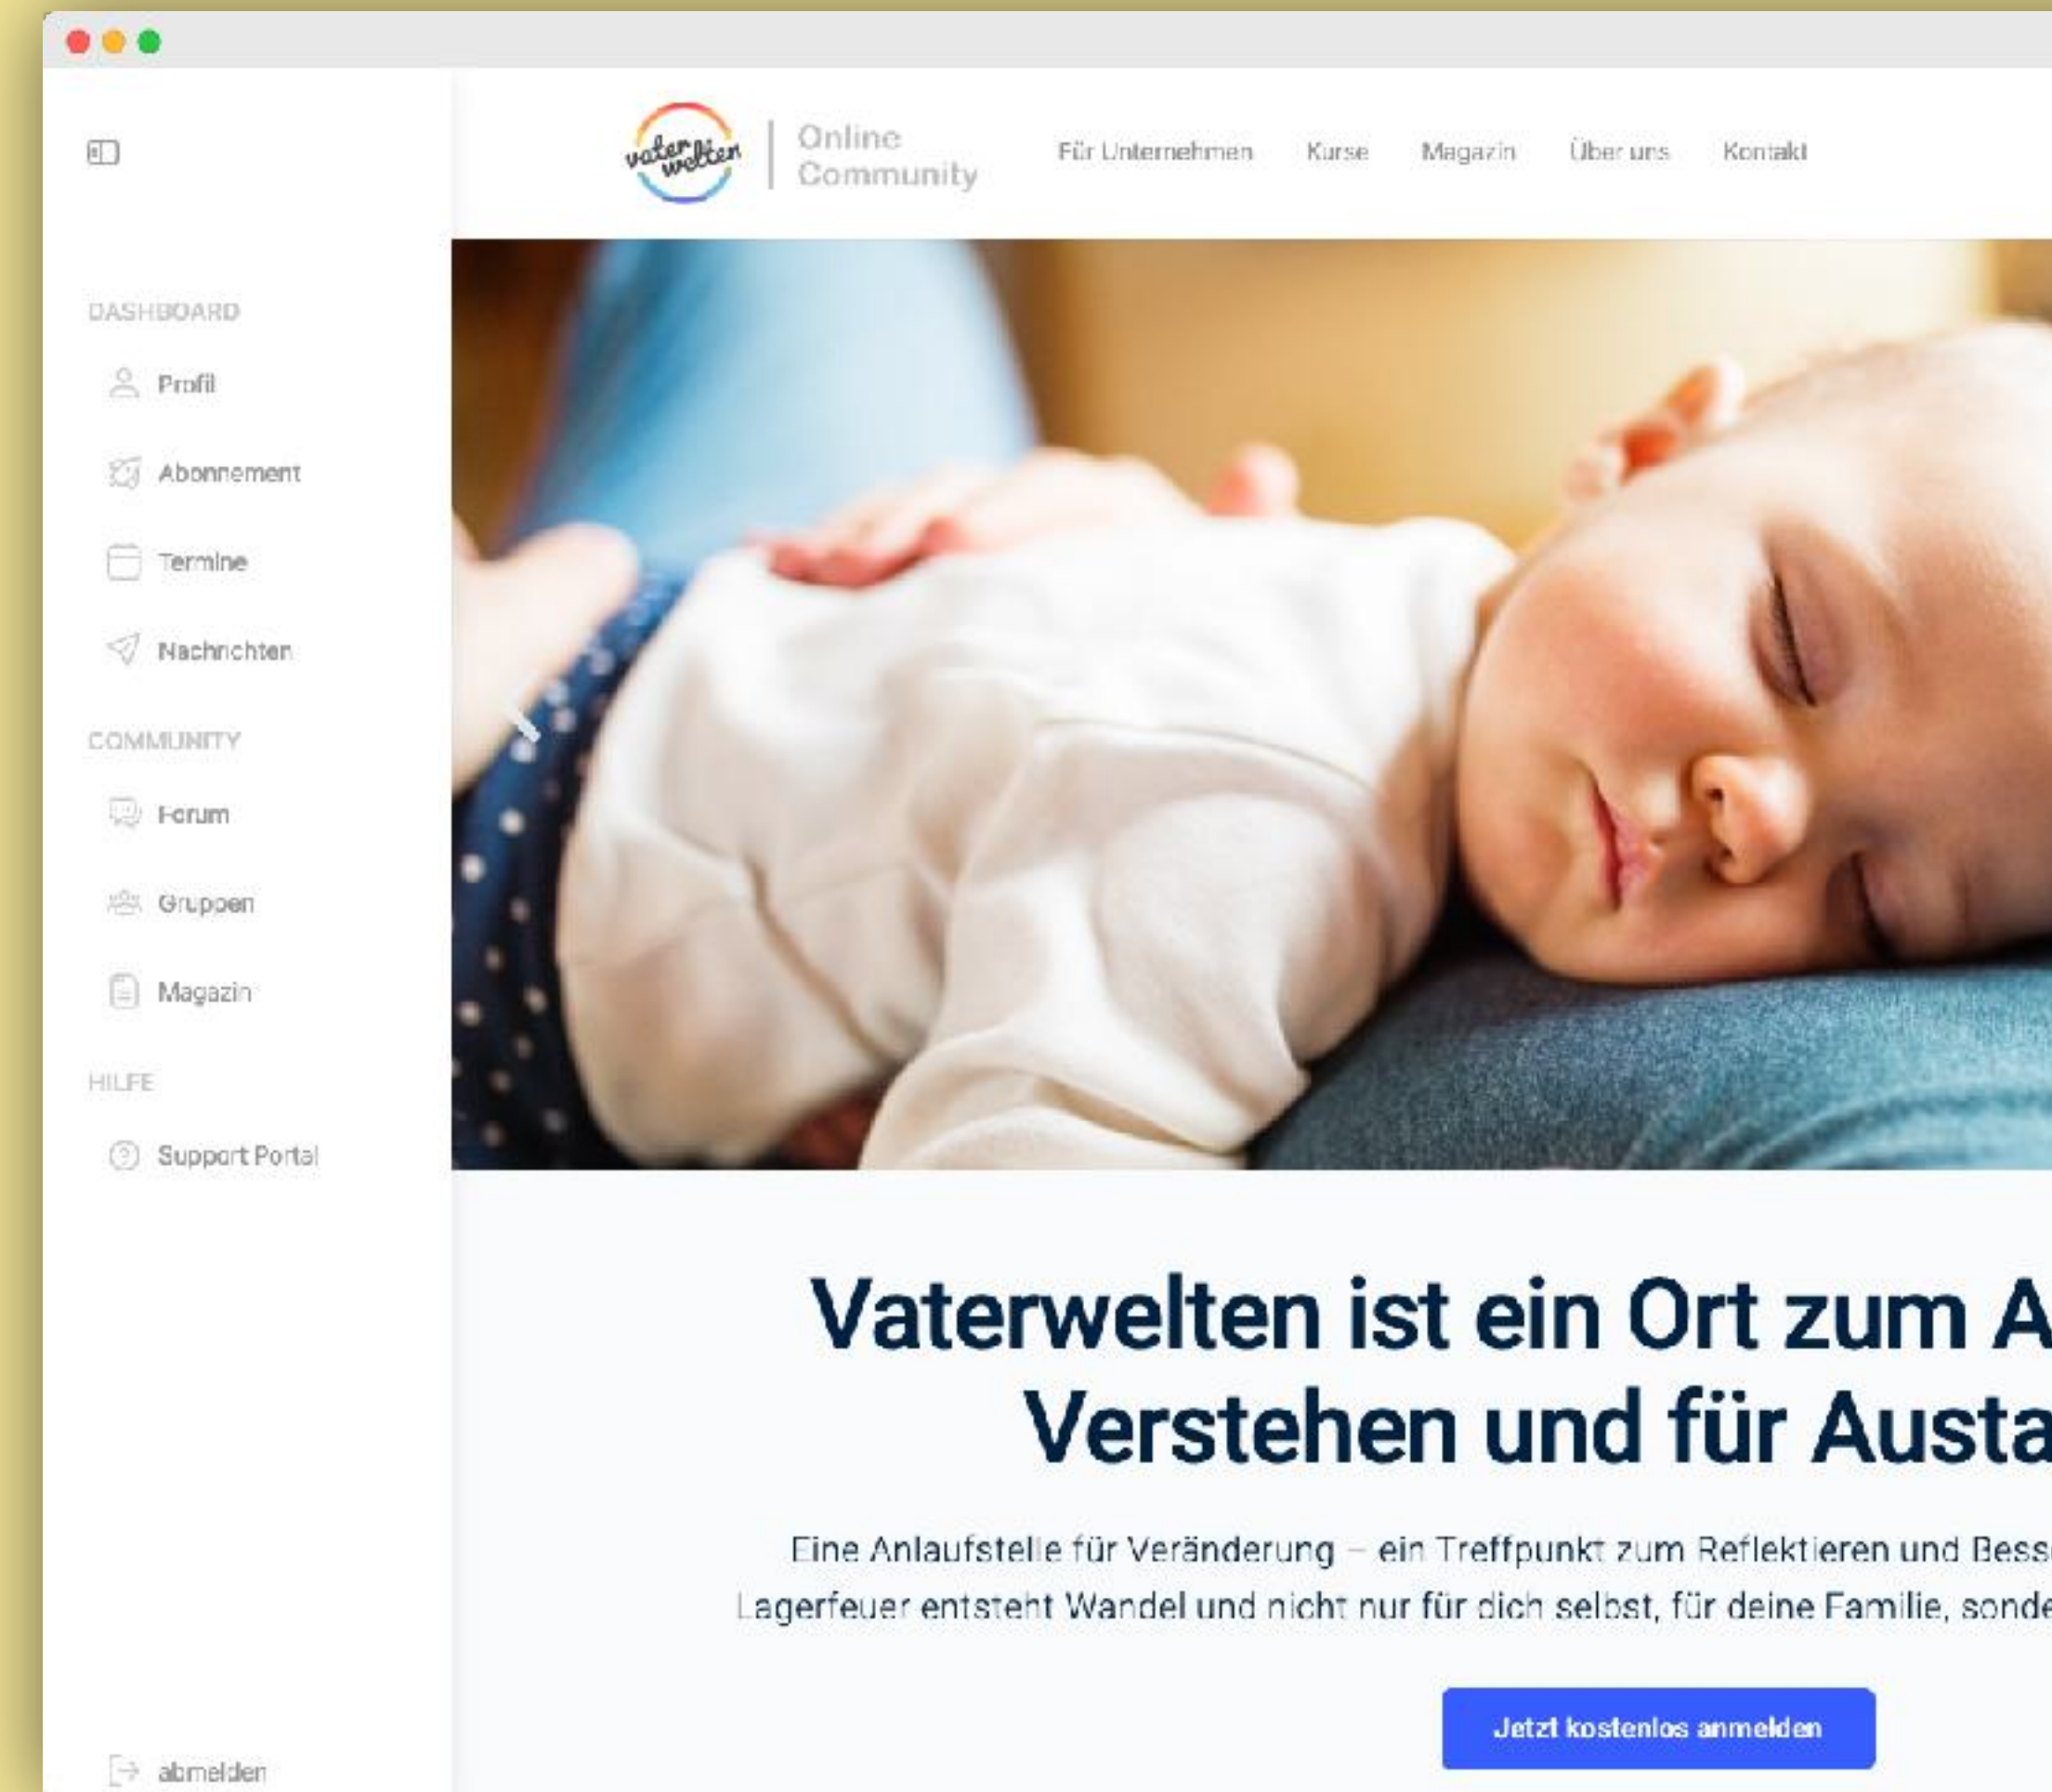 vater
welten
Online
Community
Für Unternehmen Kurse Magazin Über uns Kontakt
DASHBOARD
Profil
Abonnement
Termine
Nachrichten
COMMUNITY
Forum
Gruppen
Magazin
HILFE
Support Portal
abmelden
Vaterwelten ist ein Ort zum A
Verstehen und für Austa
Eine Anlaufstelle für Veränderung – ein Treffpunkt zum Reflektieren und Bess
Lagerfeuer entsteht Wandel und nicht nur für dich selbst, für deine Familie, sonde
Jetzt kostenlos anmelden